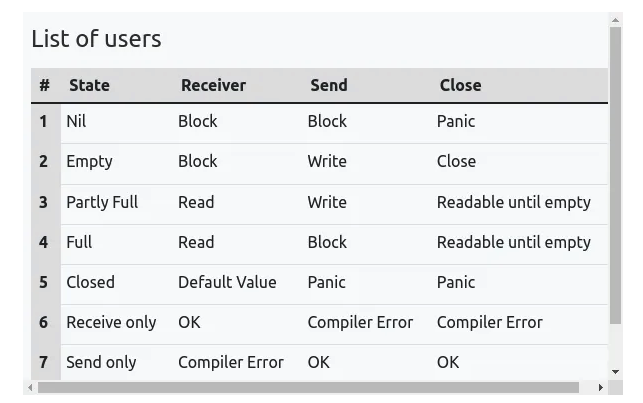 List of users
# State Receiver Send Close
1 Nil Block Block Panic
2 Empty Block Write Close
3 Partly Full Read Write Readable until empty
4 Full Read Block Readable until empty
5 Closed Default Value Panic Panic
6 Receive only OK Compiler Error Compiler Error
7 Send only Compiler Error OK OK